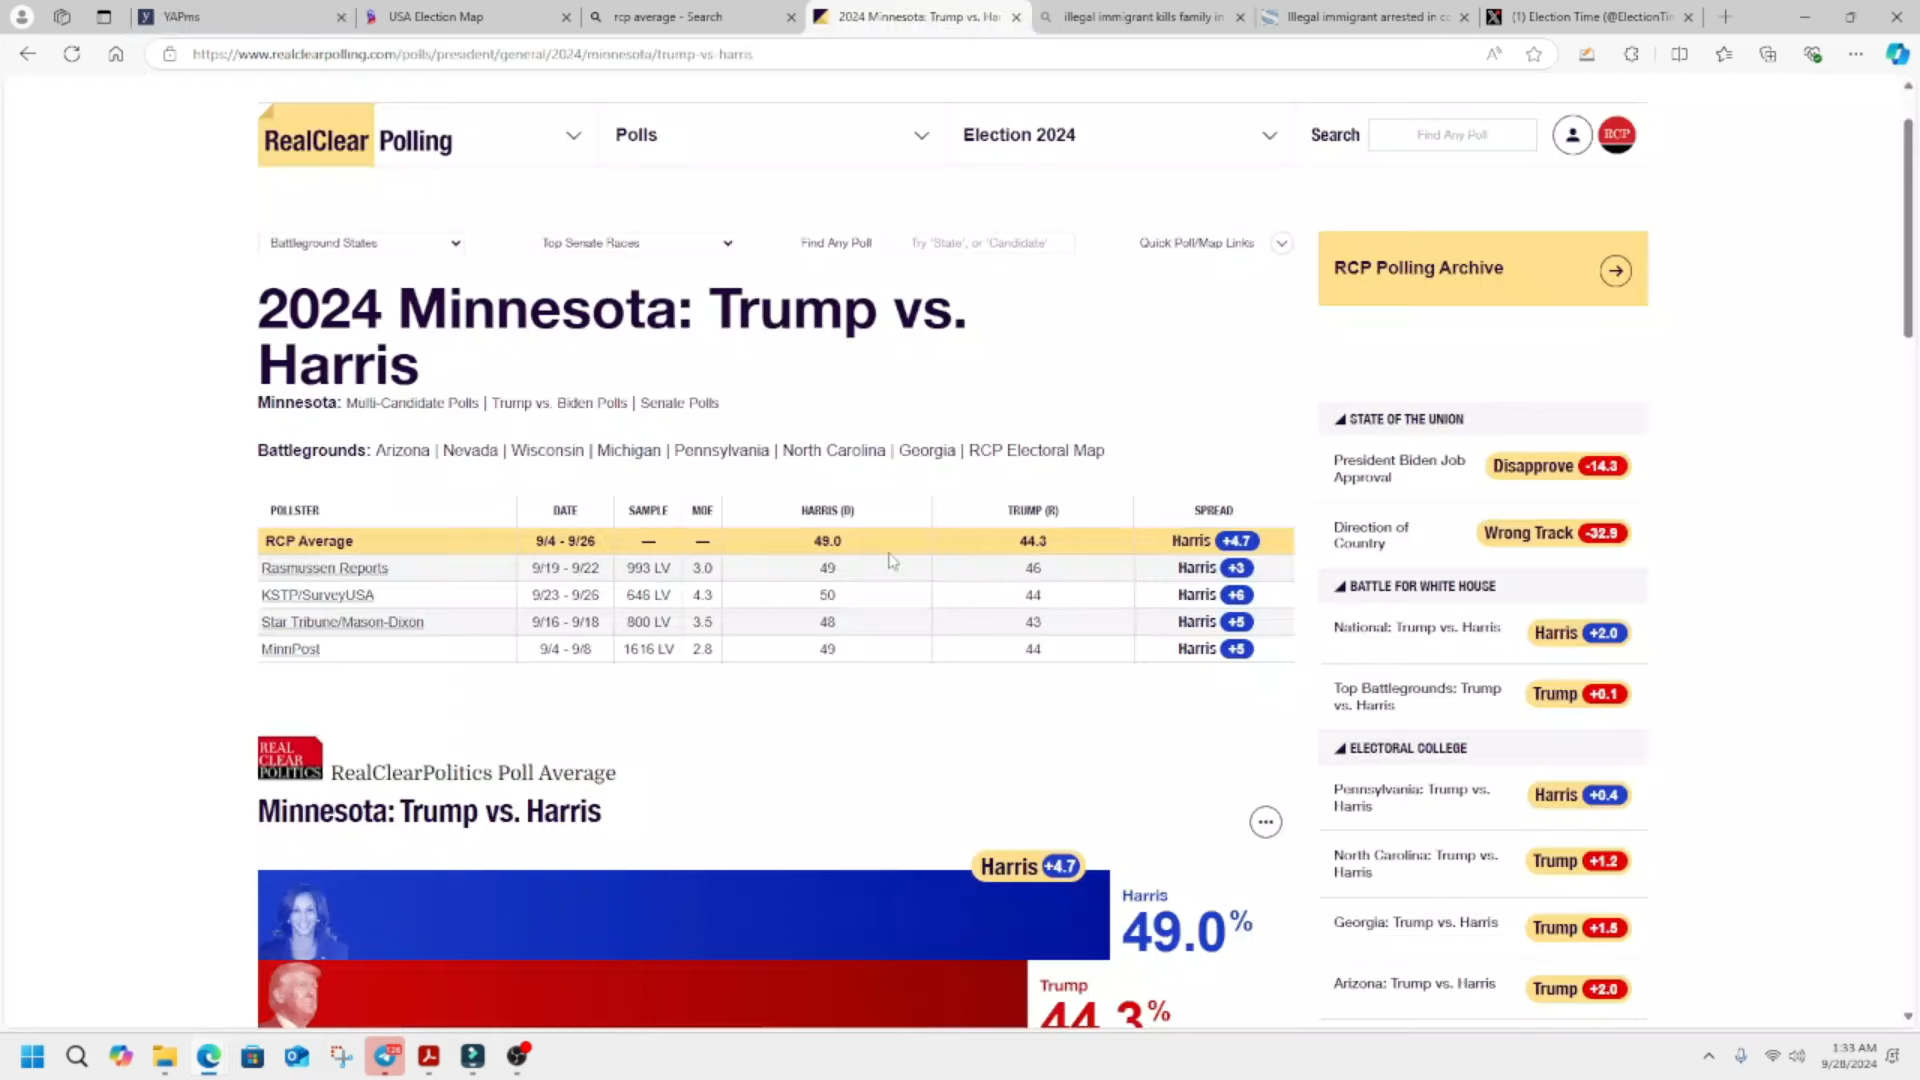 YAPms
USA Election Map
rcp average - Search
2024 Minnesota: Trump vs. Ha
illegal immigrant kills family in
Illegal immigrant arrested in co
(1) Election Time (@ElectionTim
https://www.realclearpolling.com/polls/president/general/2024/minnesota/trump-vs-harris
RealClear Polling
Polls
Election 2024
Search
Find Any Poll
RCP
Battleground States
Top Senate Races
Find Any Poll
Try 'State', or 'Candidate'
Quick Poll/Map Links
RCP Polling Archive
2024 Minnesota: Trump vs.
Harris
Minnesota: Multi-Candidate Polls | Trump vs. Biden Polls | Senate Polls
Battlegrounds: Arizona | Nevada | Wisconsin | Michigan | Pennsylvania | North Carolina | Georgia | RCP Electoral Map
POLLSTER DATE SAMPLE MOE HARRIS (D) TRUMP (R) SPREAD
RCP Average 9/4 - 9/26 — — 49.0 44.3 Harris +4.7
Rasmussen Reports 9/19 - 9/22 993 LV 3.0 49 46 Harris +3
KSTP/SurveyUSA 9/23 - 9/26 646 LV 4.3 50 44 Harris +6
Star Tribune/Mason-Dixon 9/16 - 9/18 800 LV 3.5 48 43 Harris +5
MinnPost 9/4 - 9/8 1616 LV 2.8 49 44 Harris +5
REAL
CLEAR
POLITICS
RealClearPolitics Poll Average
Minnesota: Trump vs. Harris
Harris +4.7
Harris
49.0%
Trump
44.3%
STATE OF THE UNION
President Biden Job
Approval
Disapprove -14.3
Direction of
Country
Wrong Track -32.9
BATTLE FOR WHITE HOUSE
National: Trump vs. Harris
Harris +2.0
Top Battlegrounds: Trump
vs. Harris
Trump +0.1
ELECTORAL COLLEGE
Pennsylvania: Trump vs.
Harris
Harris +0.4
North Carolina: Trump vs.
Harris
Trump +1.2
Georgia: Trump vs. Harris
Trump +1.5
Arizona: Trump vs. Harris
Trump +2.0
1:33 AM
9/28/2024